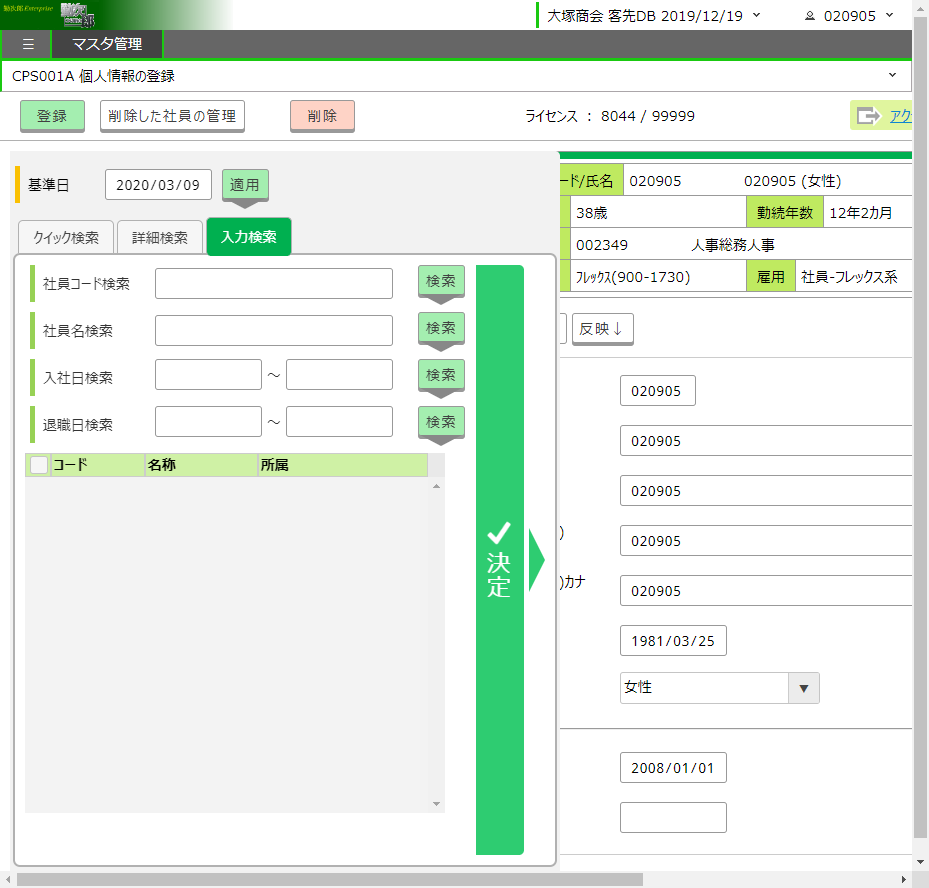 勤次郎 Enterprise
大塚商会 客先DB 2019/12/19
020905
マスタ管理
CPS001A 個人情報の登録
登録
削除した社員の管理
削除
ライセンス ： 8044 / 99999
アク
基準日
2020/03/09
適用
クイック検索
詳細検索
入力検索
社員コード検索
検索
社員名検索
検索
入社日検索
～
検索
退職日検索
～
検索
コード
名称
所属
決定
ード/氏名
020905
020905 (女性)
38歳
勤続年数
12年2カ月
002349
人事総務人事
フレックス(900-1730)
雇用
社員-フレックス系
反映↓
020905
020905
020905
)
020905
)カナ
020905
1981/03/25
女性
2008/01/01